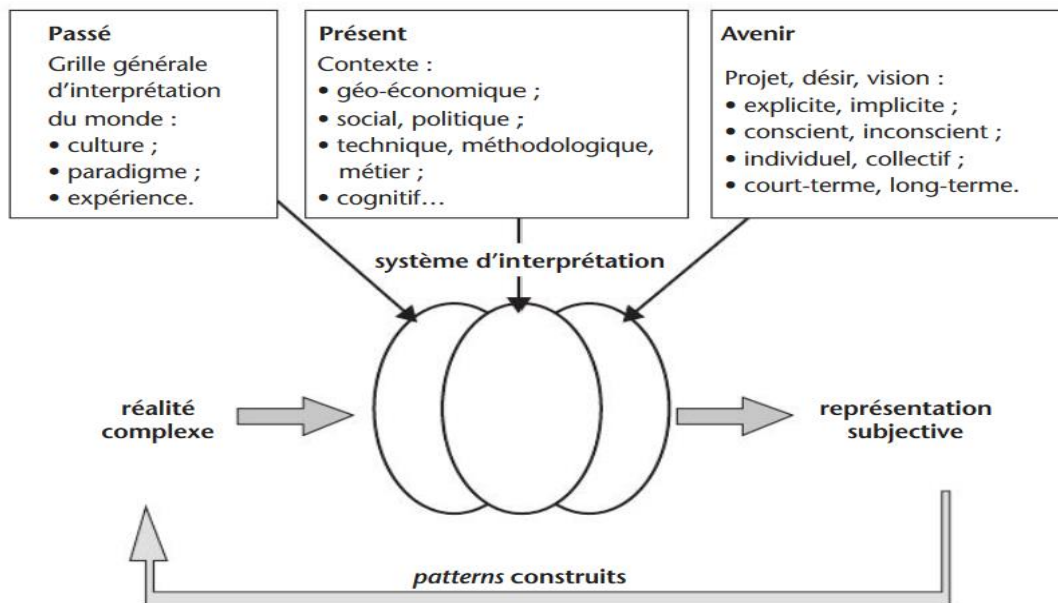 Passé
Grille générale
d'interprétation
du monde :
• culture ;
• paradigme ;
• expérience.
Présent
Contexte :
• géo-économique ;
• social, politique ;
• technique, méthodologique,
métier ;
• cognitif…
Avenir
Projet, désir, vision :
• explicite, implicite ;
• conscient, inconscient ;
• individuel, collectif ;
• court-terme, long-terme.
système d'interprétation
réalité
complexe
représentation
subjective
patterns construits